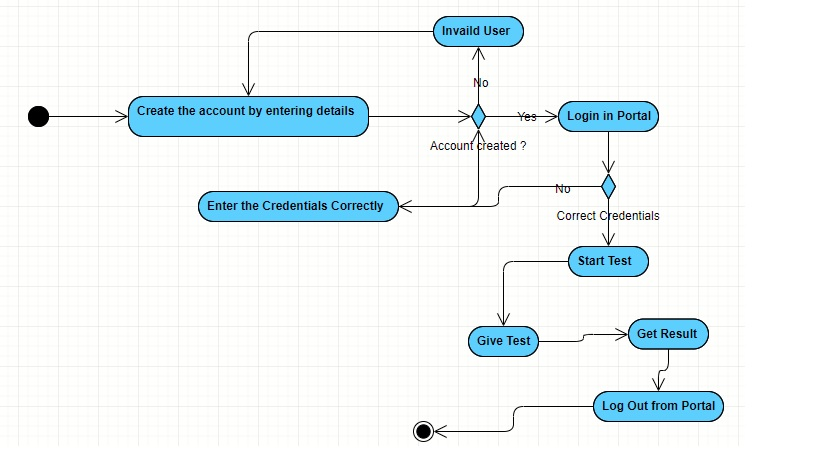 Invaild User
No
Create the account by entering details
Yes
Login in Portal
Account created ?
No
Enter the Credentials Correctly
Correct Credentials
Start Test
Give Test
Get Result
Log Out from Portal